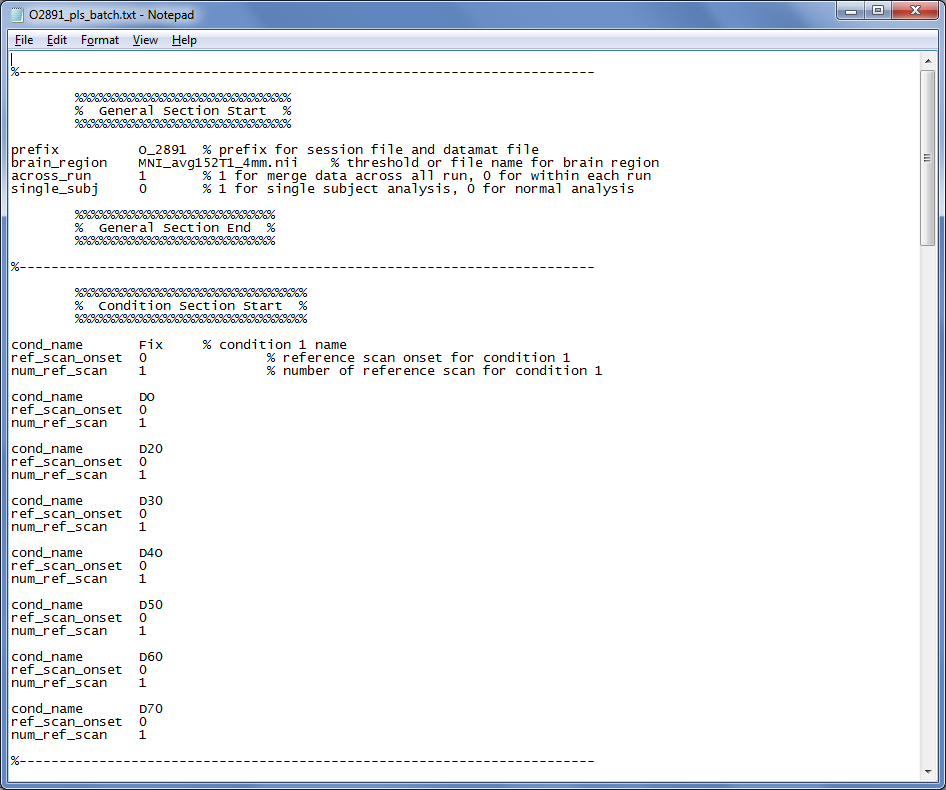 O2891_pls_batch.txt - Notepad
File Edit Format View Help
%------------------------------------------------------------------------
%%%%%%%%%%%%%%%%%%%%%%%%%%%
%  General Section Start  %
%%%%%%%%%%%%%%%%%%%%%%%%%%%
prefix O_2891 % prefix for session file and datamat file
brain_region MNI_avg152T1_4mm.nii % threshold or file name for brain region
across_run 1 % 1 for merge data across all run, 0 for within each run
single_subj 0 % 1 for single subject analysis, 0 for normal analysis
%%%%%%%%%%%%%%%%%%%%%%%%%
%  General Section End  %
%%%%%%%%%%%%%%%%%%%%%%%%%
%------------------------------------------------------------------------
%%%%%%%%%%%%%%%%%%%%%%%%%%%%%
%  Condition Section Start  %
%%%%%%%%%%%%%%%%%%%%%%%%%%%%%
cond_name Fix % condition 1 name
ref_scan_onset 0 % reference scan onset for condition 1
num_ref_scan 1 % number of reference scan for condition 1
cond_name DO
ref_scan_onset 0
num_ref_scan 1
cond_name D20
ref_scan_onset 0
num_ref_scan 1
cond_name D30
ref_scan_onset 0
num_ref_scan 1
cond_name D4O
ref_scan_onset 0
num_ref_scan 1
cond_name D50
ref_scan_onset 0
num_ref_scan 1
cond_name D60
ref_scan_onset 0
num_ref_scan 1
cond_name D70
ref_scan_onset 0
num_ref_scan 1
%------------------------------------------------------------------------